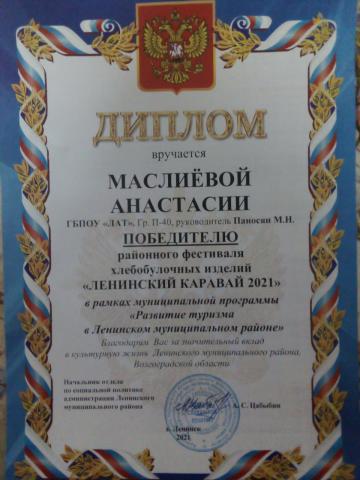 ДИПЛОМ
вручается
МАСЛИЁВОЙ
АНАСТАСИИ
ГБПОУ «ЛАТ», Гр. П-40, руководитель Паносян М.Н.
ПОБЕДИТЕЛЮ
районного фестиваля
хлебобулочных изделий
«ЛЕНИНСКИЙ КАРАВАЙ 2021»
в рамках муниципальной программы
«Развитие туризма
в Ленинском муниципальном районе»
Благодарим Вас за значительный вклад
в культурную жизнь Ленинского муниципального района,
Волгоградской области
Начальник отдела
по социальной политике
администрации Ленинского
муниципального района
А. С. Цыбыбин
г. Ленинск
2021